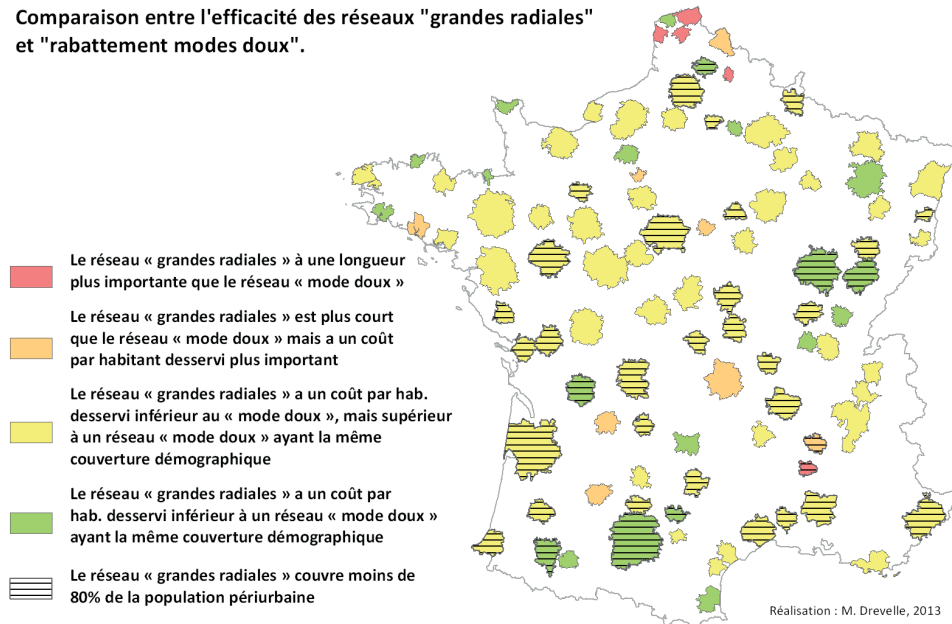 Comparaison entre l'efficacité des réseaux "grandes radiales"
et "rabattement modes doux".
Le réseau « grandes radiales » à une longueur
plus importante que le réseau « mode doux »
Le réseau « grandes radiales » est plus court
que le réseau « mode doux » mais a un coût
par habitant desservi plus important
Le réseau « grandes radiales » a un coût par hab.
desservi inférieur au « mode doux », mais supérieur
à un réseau « mode doux » ayant la même
couverture démographique
Le réseau « grandes radiales » a un coût par
hab. desservi inférieur à un réseau « mode doux »
ayant la même couverture démographique
Le réseau « grandes radiales » couvre moins de
80% de la population périurbaine
Réalisation : M. Drevelle, 2013